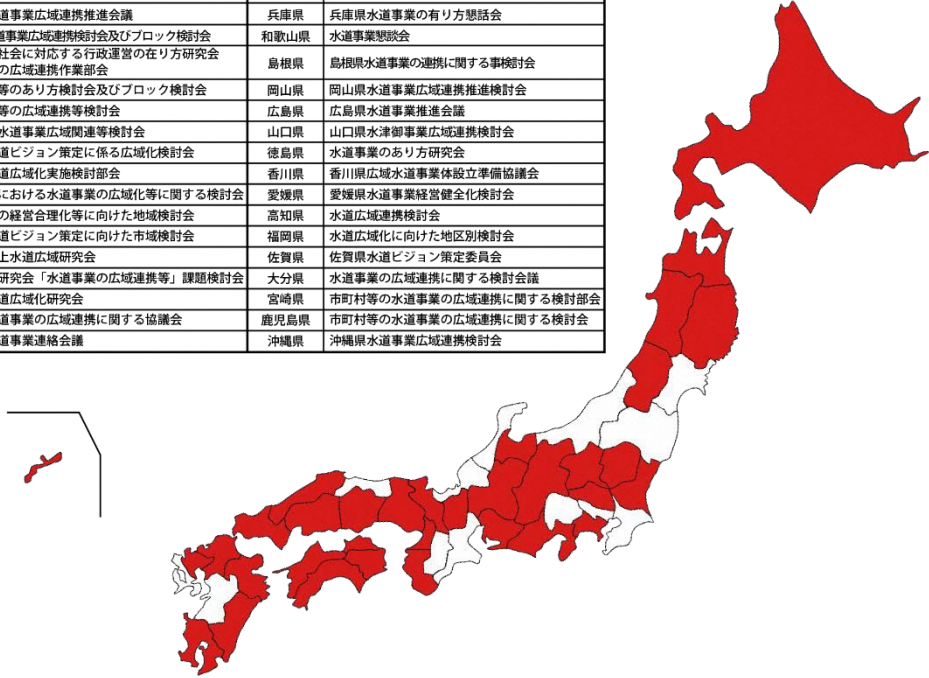 道事業広域連携推進会議 兵庫県 兵庫県水道事業の有り方懇話会
道事業広域連携検討会及びブロック検討会 和歌山県 水道事業懇談会
社会に対応する行政運営の在り方研究会
の広域連携作業部会 島根県 島根県水道事業の連携に関する事検討会
等のあり方検討会及びブロック検討会 岡山県 岡山県水道事業広域連携推進検討会
等の広域連携等検討会 広島県 広島県水道事業推進会議
水道事業広域関連等検討会 山口県 山口県水津御事業広域連携検討会
道ビジョン策定に係る広域化検討会 徳島県 水道事業のあり方研究会
道広域化実施検討部会 香川県 香川県広域水道事業体設立準備協議会
における水道事業の広域化等に関する検討会 愛媛県 愛媛県水道事業経営健全化検討会
の経営合理化等に向けた地域検討会 高知県 水道広域連携検討会
道ビジョン策定に向けた市域検討会 福岡県 水道広域化に向けた地区別検討会
上水道広域研究会 佐賀県 佐賀県水道ビジョン策定委員会
研究会「水道事業の広域連携等」課題検討会 大分県 水道事業の広域連携に関する検討会議
道広域化研究会 宮崎県 市町村等の水道事業の広域連携に関する検討部会
道事業の広域連携に関する協議会 鹿児島県 市町村等の水道事業の広域連携に関する検討会
道事業連絡会議 沖縄県 沖縄県水道事業広域連携検討会